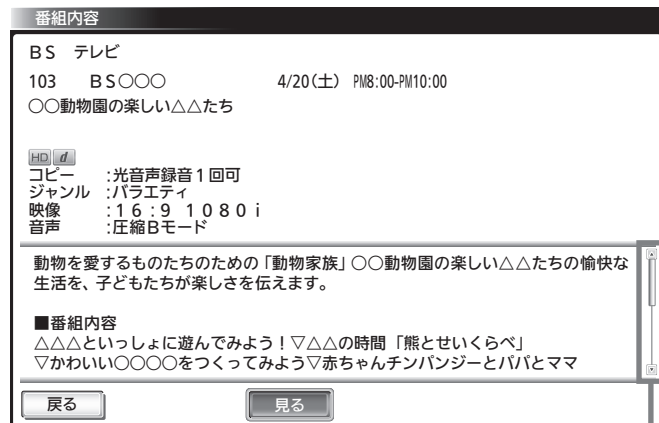 番組内容
BS テレビ
103 BS○○○ 4/20(土) PM8:00-PM10:00
○○動物園の楽しい△△たち
HD d
コピー :光音声録音1回可
ジャンル :バラエティ
映像 :16:9 1080i
音声 :圧縮Bモード
動物を愛するものたちのための「動物家族」○○動物園の楽しい△△たちの愉快な
生活を、子どもたちが楽しさを伝えます。
■番組内容
△△△といっしょに遊んでみよう!▽△△の時間「熊とせいくらべ」
▽かわいい○○○○をつくってみよう▽赤ちゃんチンパンジーとパパとママ
戻る 見る